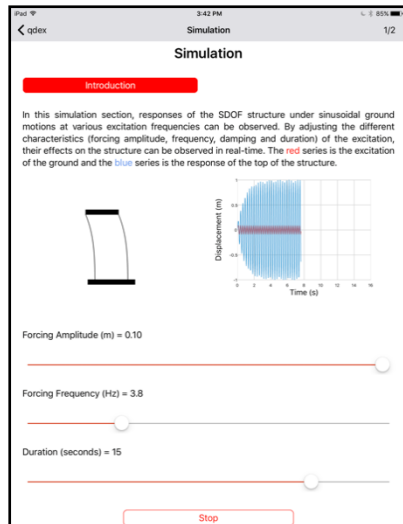 iPad 3:42 PM 85%
qdex Simulation 1/2
Simulation
Introduction
In this simulation section, responses of the SDOF structure under sinusoidal ground
motions at various excitation frequencies can be observed. By adjusting the different
characteristics (forcing amplitude, frequency, damping and duration) of the excitation,
their effects on the structure can be observed in real-time. The red series is the excitation
of the ground and the blue series is the response of the top of the structure.
Displacement (m)
1
0.5
0
-0.5
-1
0 2 4 6 8 10 12 14 16
Time (s)
Forcing Amplitude (m) = 0.10
Forcing Frequency (Hz) = 3.8
Duration (seconds) = 15
Stop